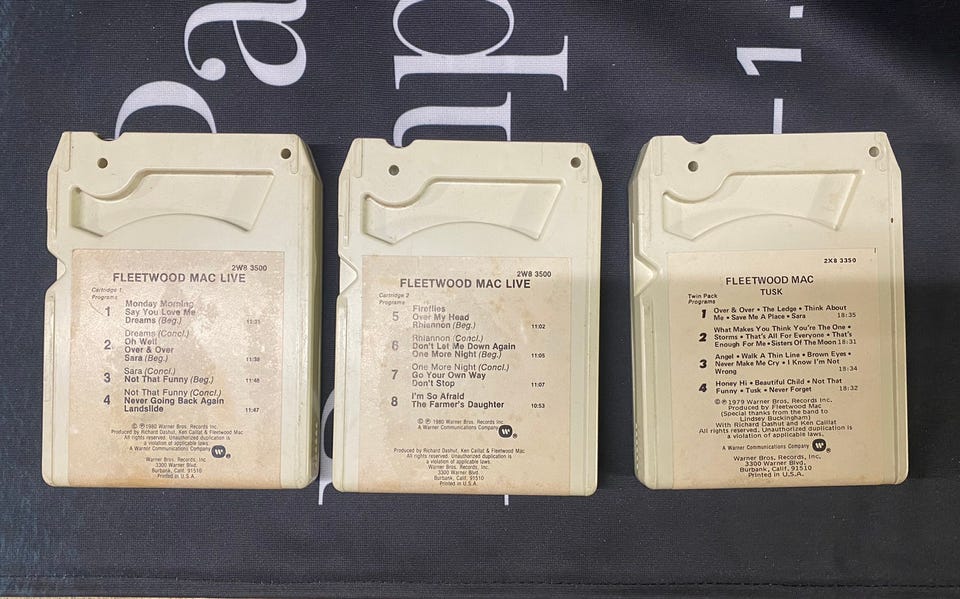 Pa
mp
–1.
2W8 3500
FLEETWOOD MAC LIVE
Cartridge 1
Programs
1 Monday Morning
Say You Love Me
Dreams (Beg.) 11:31
2 Dreams (Concl.)
Oh Well
Over & Over
Sara (Beg.) 11:38
3 Sara (Concl.)
Not That Funny (Beg.) 11:48
4 Not That Funny (Concl.)
Never Going Back Again
Landslide 11:47
© ℗ 1980 Warner Bros. Records Inc.
Produced by Richard Dashut, Ken Caillat & Fleetwood Mac
All rights reserved. Unauthorized duplication is
a violation of applicable laws.
A Warner Communications Company W ®
Warner Bros. Records, Inc.
3300 Warner Blvd.
Burbank, Calif. 91510
Printed in U.S.A.
2W8 3500
FLEETWOOD MAC LIVE
Cartridge 2
Programs
5 Fireflies
Over My Head
Rhiannon (Beg.) 11:02
6 Rhiannon (Concl.)
Don't Let Me Down Again
One More Night (Beg.) 11:05
7 One More Night (Concl.)
Go Your Own Way
Don't Stop 11:07
8 I'm So Afraid
The Farmer's Daughter 10:53
© ℗ 1980 Warner Bros. Records Inc.
A Warner Communications Company W ®
Produced by Richard Dashut, Ken Caillat & Fleetwood Mac
All rights reserved. Unauthorized duplication is
a violation of applicable laws.
Warner Bros. Records, Inc.
3300 Warner Blvd.
Burbank, Calif. 91510
Printed in U.S.A.
2X8 3350
FLEETWOOD MAC
TUSK
Twin Pack
Programs
1 Over & Over • The Ledge • Think About
Me • Save Me A Place • Sara 18:35
2 What Makes You Think You're The One •
Storms • That's All For Everyone • That's
Enough For Me • Sisters Of The Moon 18:31
3 Angel • Walk A Thin Line • Brown Eyes •
Never Make Me Cry • I Know I'm Not
Wrong 18:34
4 Honey Hi • Beautiful Child • Not That
Funny • Tusk • Never Forget 18:32
© ℗ 1979 Warner Bros. Records Inc.
Produced by Fleetwood Mac
(Special thanks from the band to
Lindsey Buckingham)
With Richard Dashut and Ken Caillat
All rights reserved. Unauthorized duplication is
a violation of applicable laws.
A Warner Communications Company W ®
Warner Bros. Records, Inc.
3300 Warner Blvd.
Burbank, Calif. 91510
Printed in U.S.A.